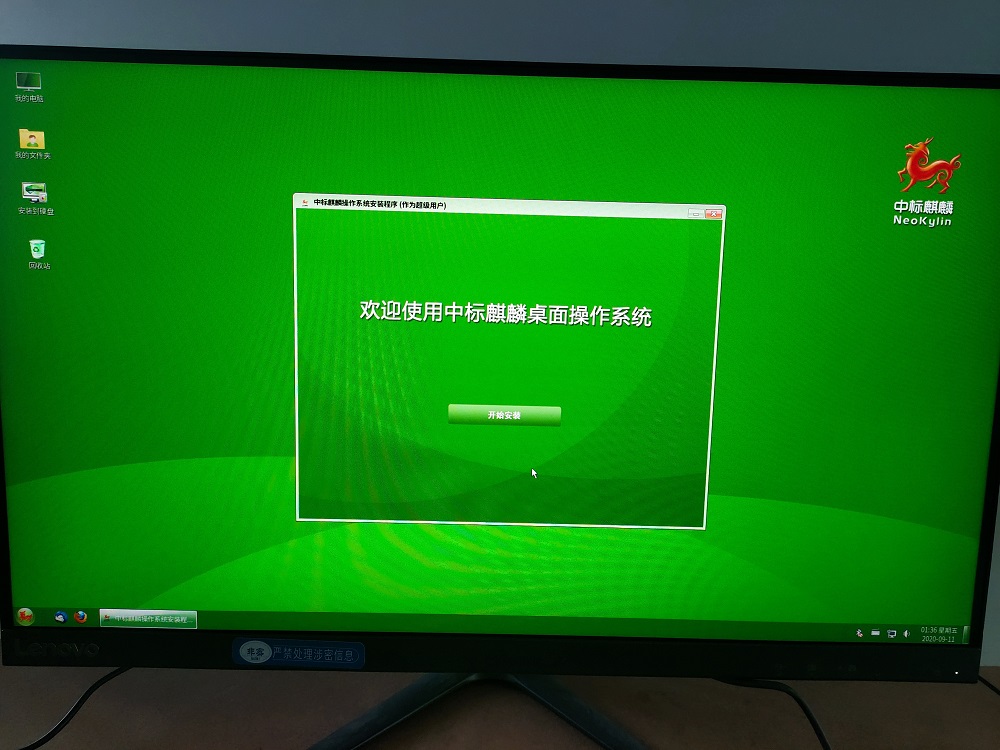 我的电脑
我的文件夹
安装到硬盘
回收站
中标麒麟
NeoKylin
中标麒麟操作系统安装程序 (作为超级用户)
欢迎使用中标麒麟桌面操作系统
开始安装
中标麒麟操作系统安装程...
01:36 星期五
2020-09-11
Lenovo
非密
严禁处理涉密信息